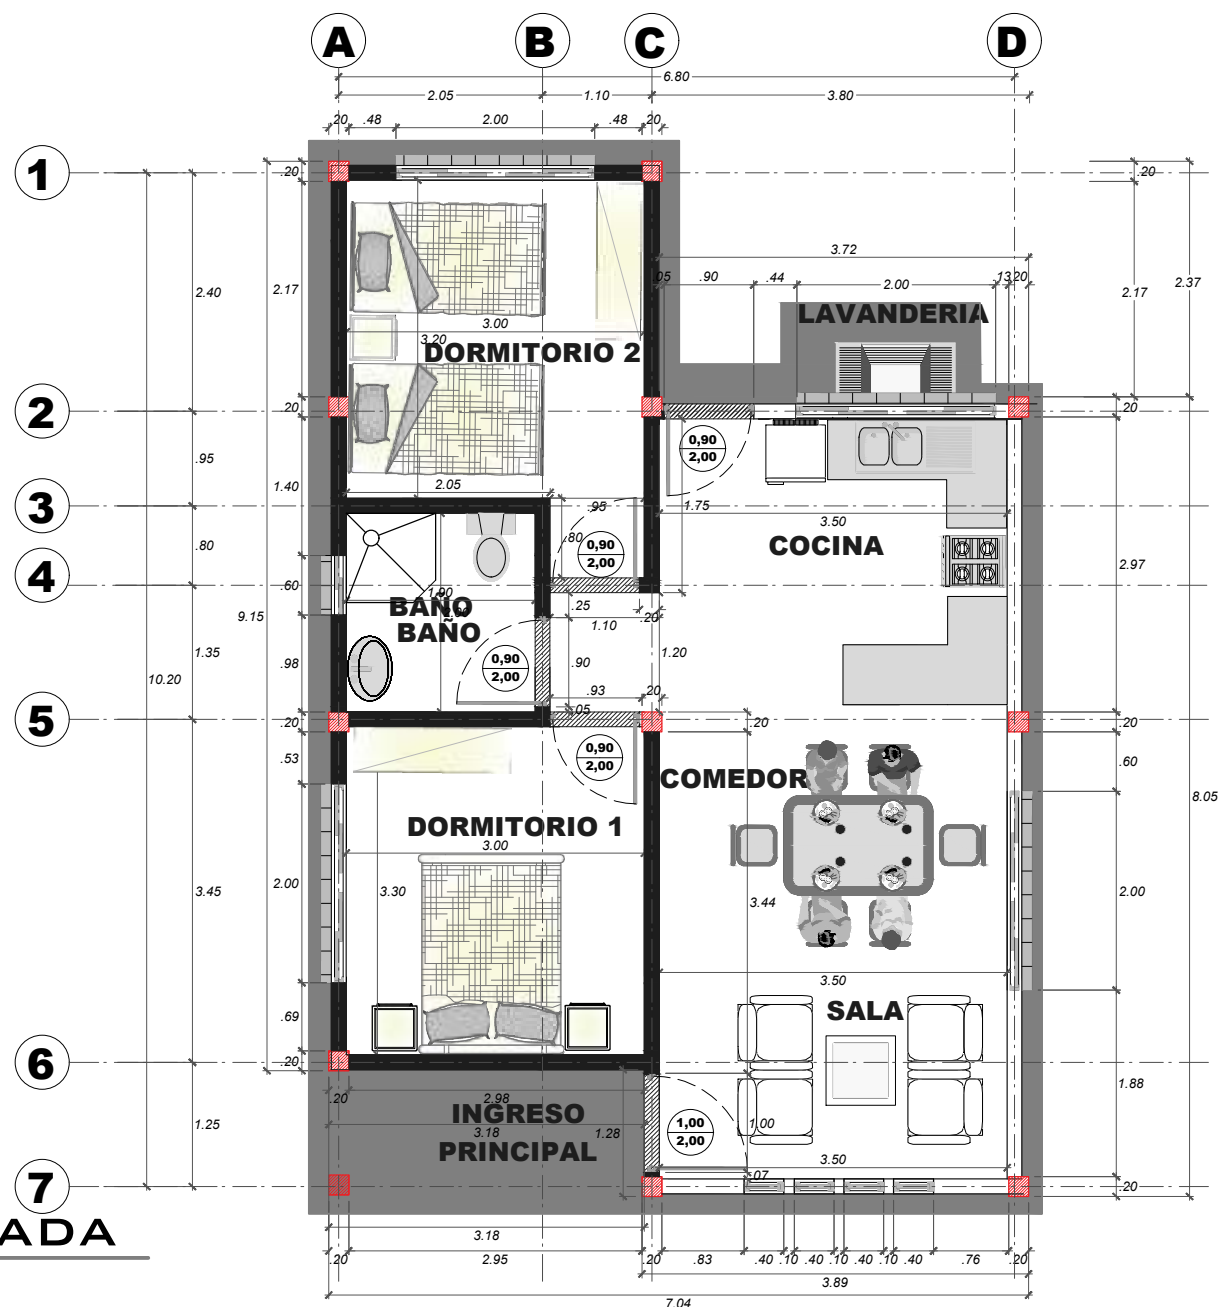 A B C D
6.80
2.05 1.10 3.80
.20 .48 2.00 .48 .20
1
.20 .20
3.72
.05 .90 .44 2.00 .13 .20
2.40 2.17 2.17 2.37
LAVANDERIA
3.00
3.20
DORMITORIO 2
2
.20 .20
0,90
2,00
.95
1.40
2.05
3
.95 1.75
3.50
.80 .80
0,90
2,00
COCINA
4
.60 1.90 2.97
BAÑO
2.00
BAÑO
.25
1.10 .20
9.15
1.35 .98
0,90
2,00
.90 1.20
10.20
.93 .20
.05
5
.20 .20 .20
.53
0,90
2,00
.60
COMEDOR
8.05
DORMITORIO 1
3.00
3.45 2.00 3.30 3.44 2.00
3.50
.69
SALA
6
.20
.20 2.98 1.88
INGRESO
PRINCIPAL
1.25 3.18 1.28
1,00
2,00
1.00
3.50
.07
7
.20
ADA
3.18
.20 2.95 .20 .83 .40 .10 .40 .10 .40 .10 .40 .76 .20
3.89
7.04